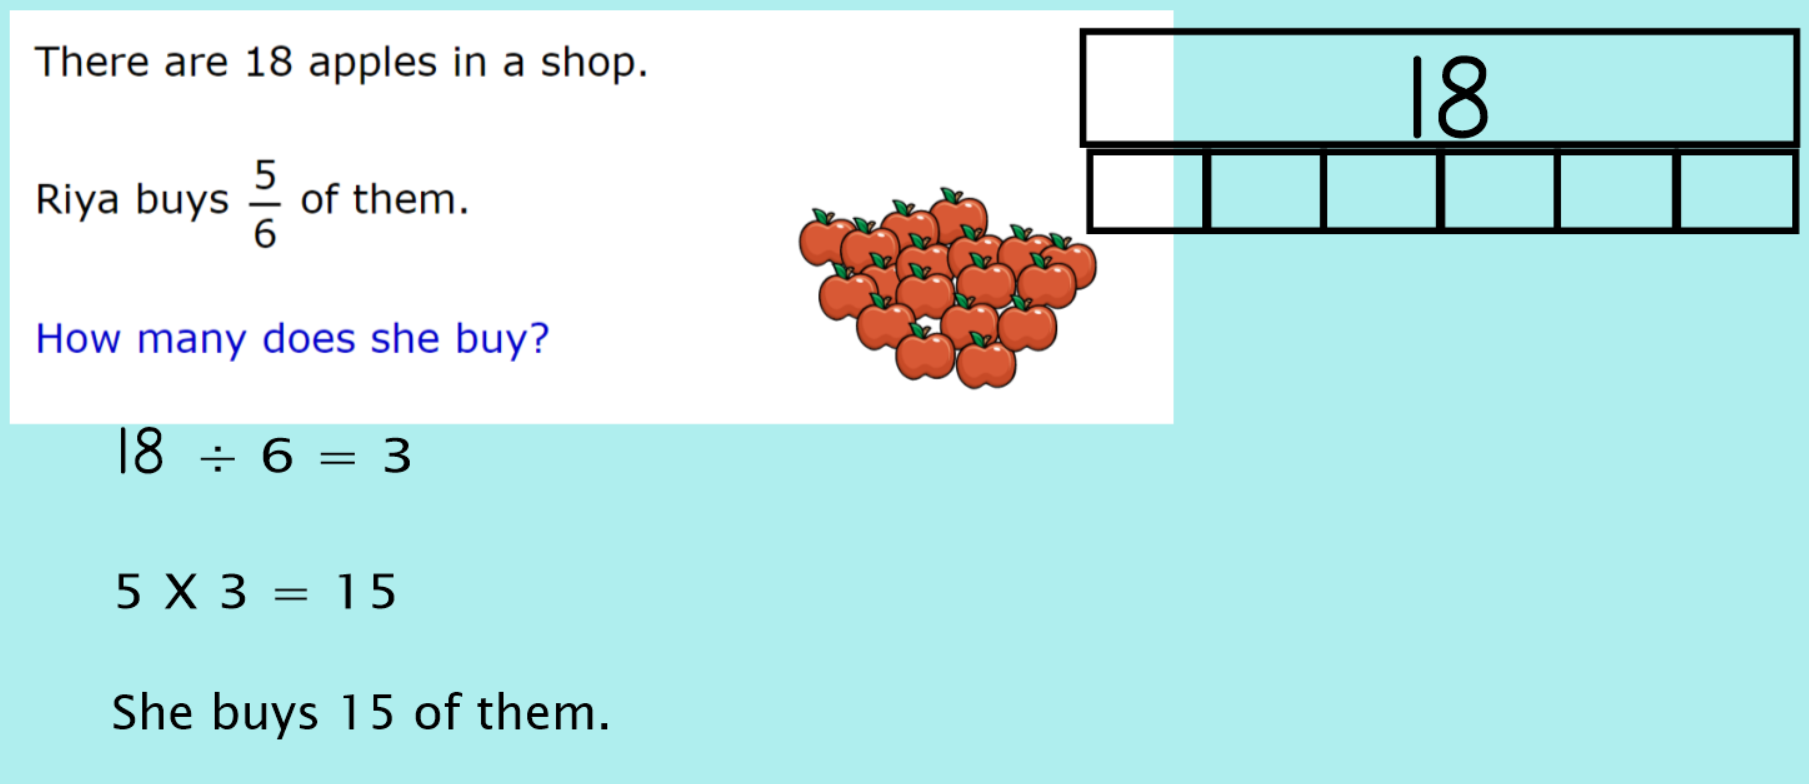 There are 18 apples in a shop.
Riya buys 5/6 of them.
How many does she buy?
18
18 ÷ 6 = 3
5 X 3 = 15
She buys 15 of them.